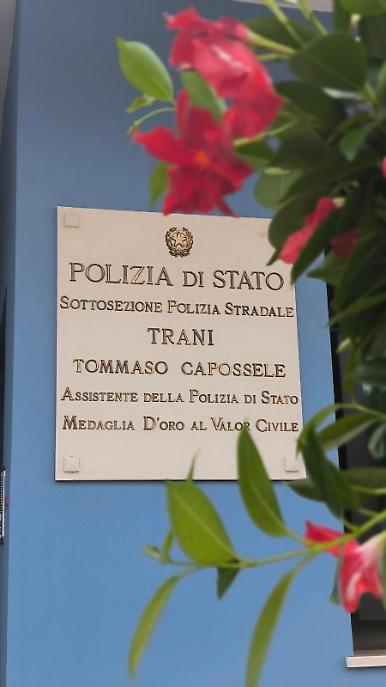 POLIZIA DI STATO
SOTTOSEZIONE POLIZIA STRADALE
TRANI
TOMMASO CAPOSSELE
ASSISTENTE DELLA POLIZIA DI STATO
MEDAGLIA D'ORO AL VALOR CIVILE